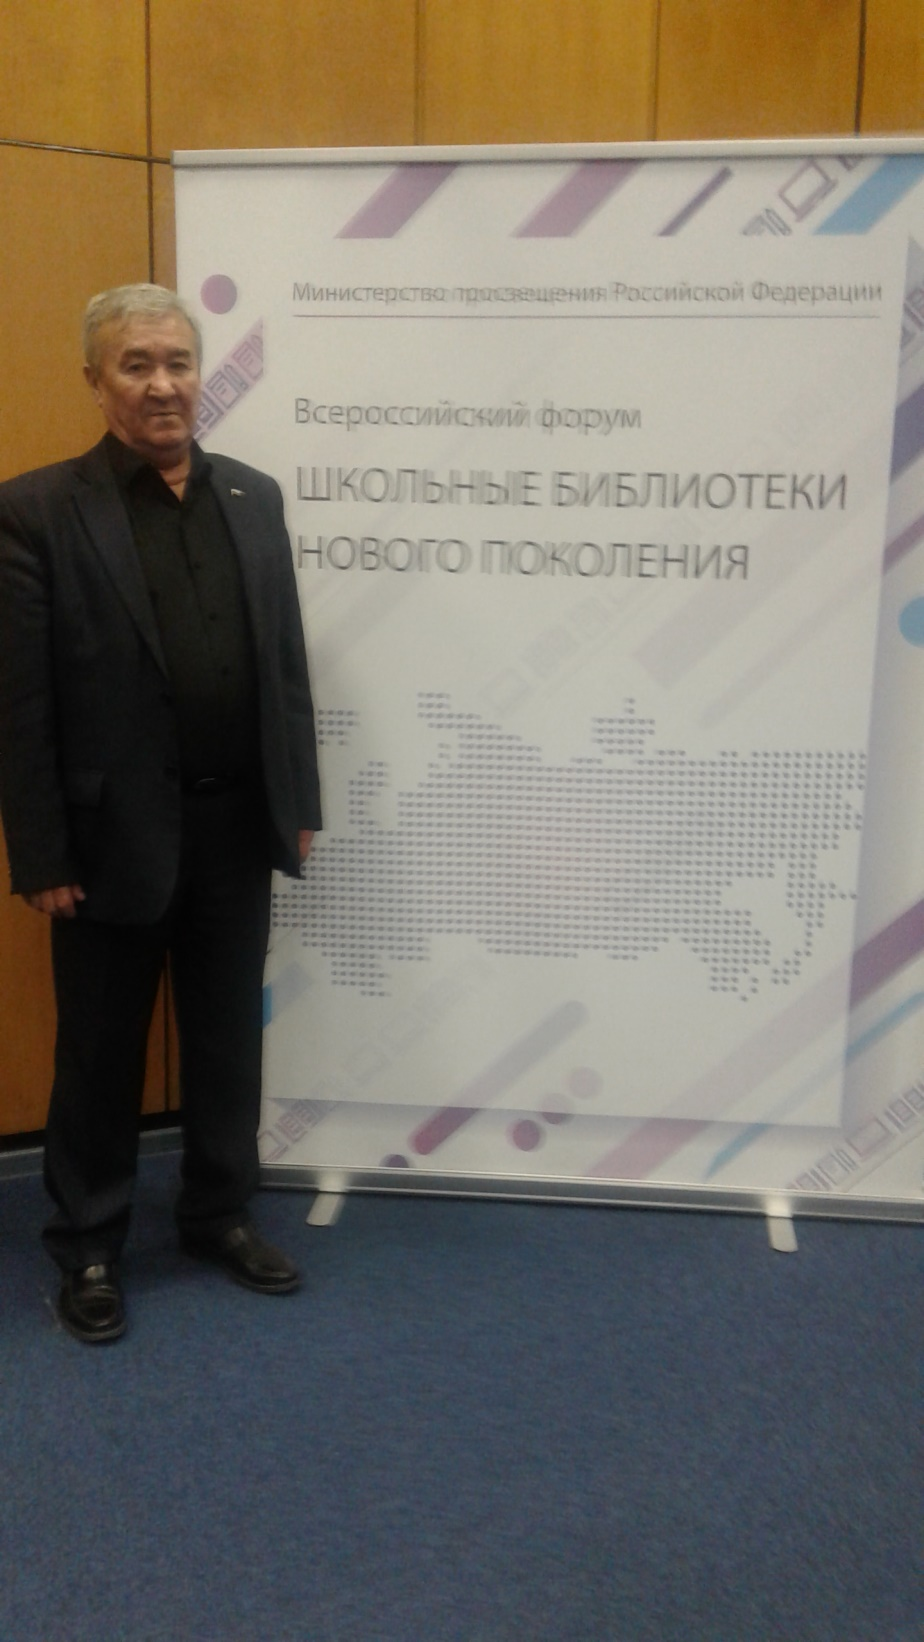 Министерство просвещения Российской Федерации
Всероссийский форум
ШКОЛЬНЫЕ БИБЛИОТЕКИ
НОВОГО ПОКОЛЕНИЯ